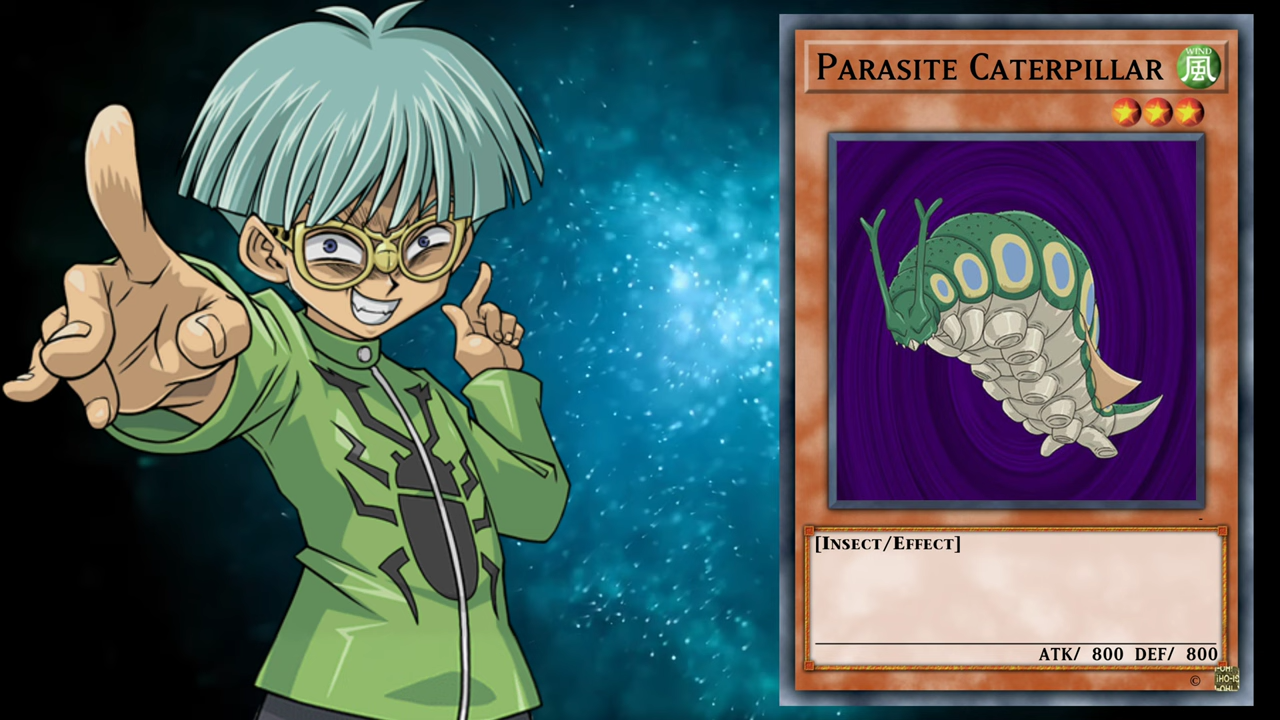 PARASITE CATERPILLAR
WIND
風
[INSECT/EFFECT]
ATK/ 800 DEF/ 800
©